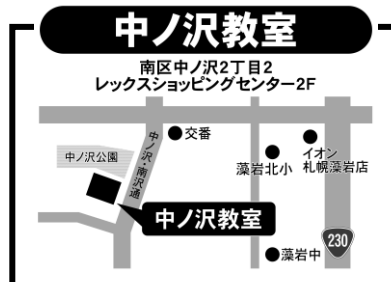 中ノ沢教室
南区中ノ沢2丁目2
レックスショッピングセンター2F
交番
中ノ沢・南沢通
イオン
札幌藻岩店
藻岩北小
中ノ沢公園
中ノ沢教室
230
藻岩中